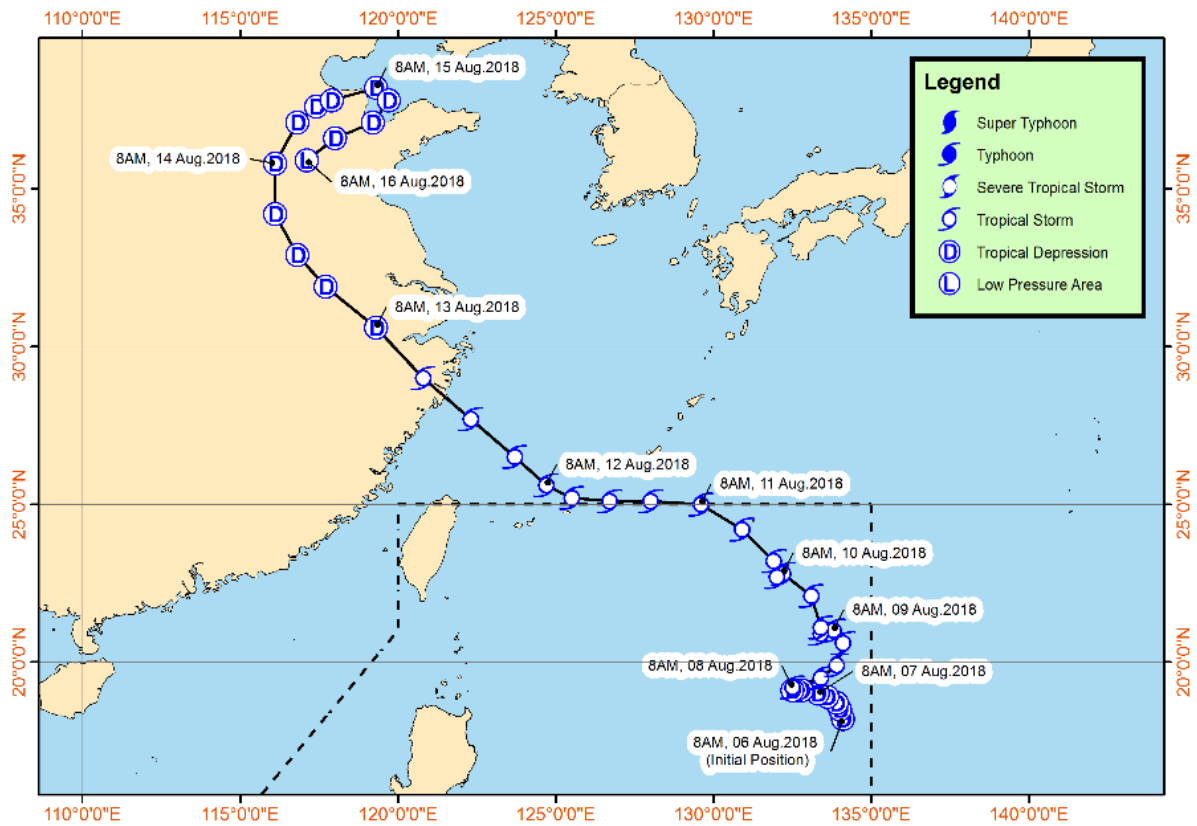 110°0'0"E 115°0'0"E 120°0'0"E 125°0'0"E 130°0'0"E 135°0'0"E 140°0'0"E
8AM, 15 Aug.2018
Legend
Super Typhoon
8AM, 14 Aug.2018
Typhoon
8AM, 16 Aug.2018
Severe Tropical Storm
35°0'0"N
35°0'0"N
Tropical Storm
D Tropical Depression
L Low Pressure Area
8AM, 13 Aug.2018
30°0'0"N
30°0'0"N
8AM, 12 Aug.2018
8AM, 11 Aug.2018
25°0'0"N
25°0'0"N
8AM, 10 Aug.2018
8AM, 09 Aug.2018
20°0'0"N
20°0'0"N
8AM, 08 Aug.2018
8AM, 07 Aug.2018
8AM, 06 Aug.2018
(Initial Position)
110°0'0"E 115°0'0"E 120°0'0"E 125°0'0"E 130°0'0"E 135°0'0"E 140°0'0"E